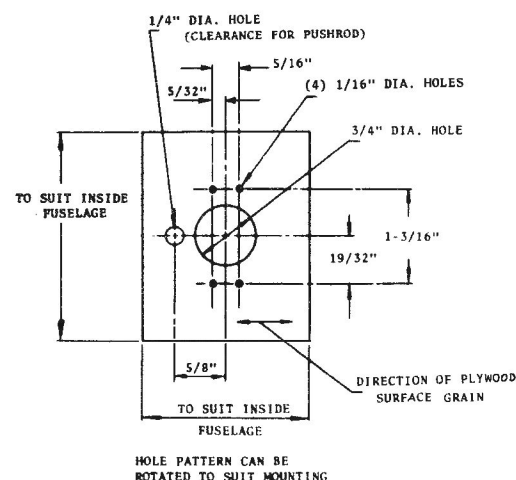 1/4" DIA. HOLE
(CLEARANCE FOR PUSHROD)
5/16"
5/32"
(4) 1/16" DIA. HOLES
3/4" DIA. HOLE
TO SUIT INSIDE
FUSELAGE
1-3/16"
19/32"
5/8"
DIRECTION OF PLYWOOD
SURFACE GRAIN
TO SUIT INSIDE
FUSELAGE
HOLE PATTERN CAN BE
ROTATED TO SUIT MOUNTING